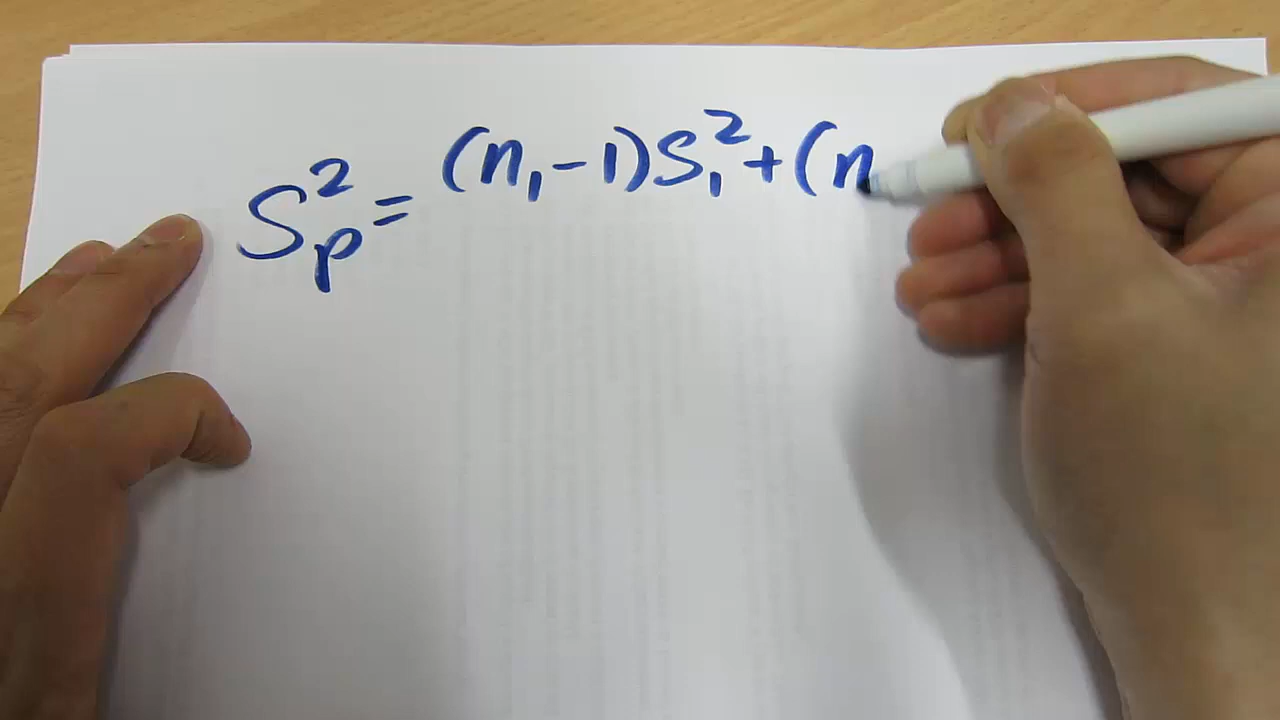 S²ₚ = (n₁-1)S₁² + (n